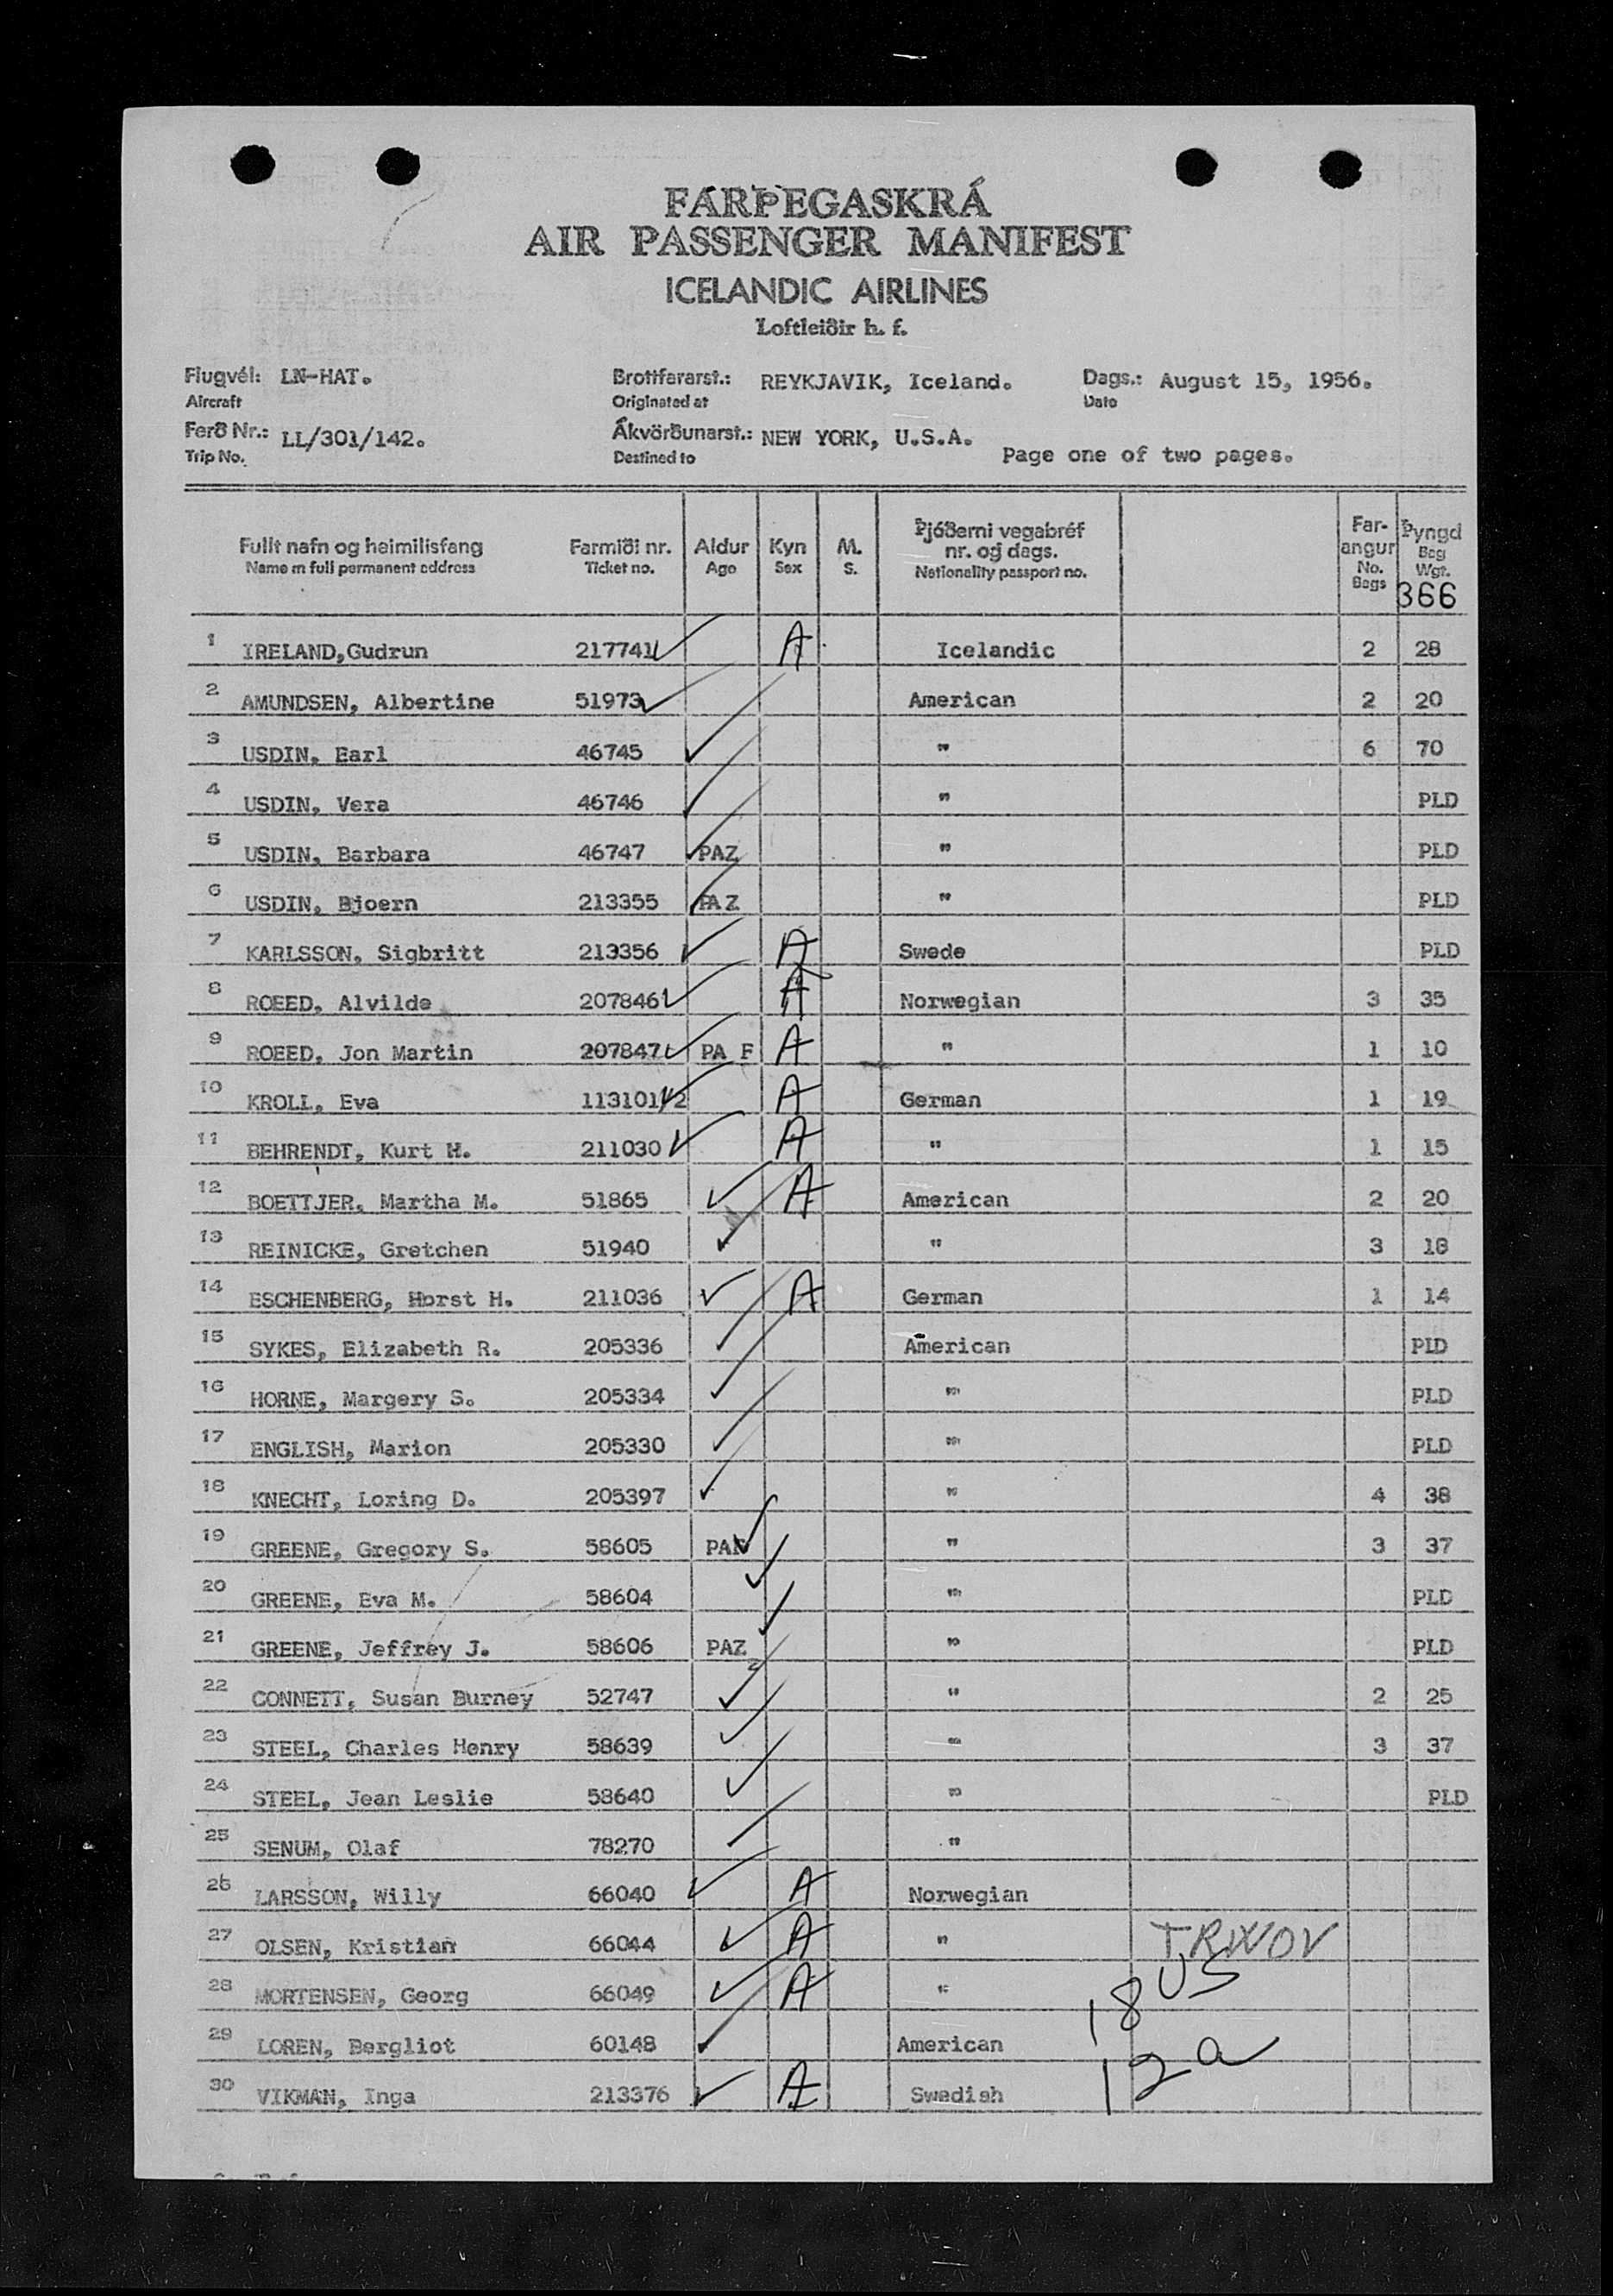 FARÞEGASKRÁ
AIR PASSENGER MANIFEST
ICELANDIC AIRLINES
Loftleiðir h. f.
Flugvél: LN-HAT. Brottfararst.: REYKJAVIK, Iceland. Dags.: August 15, 1956.
Aircraft Originated at Date
Ferð Nr.: LL/301/142. Ákvörðunarst.: NEW YORK, U.S.A.
Trip No. Destined to Page one of two pages.
Fullt nafn og heimilisfang Farmiði nr. Aldur Kyn M. Þjóðerni vegabréf nr. og dags. Far-angur Þyngd
Name in full permanent address Ticket no. Age Sex S. Nationality passport no. No. Bags Bag Wgt.
366
1 IRELAND,Gudrun 217741 A Icelandic 2 28
2 AMUNDSEN, Albertine 51973 American 2 20
3 USDIN, Earl 46745 " 6 70
4 USDIN, Vera 46746 " PLD
5 USDIN, Barbara 46747 PAZ " PLD
6 USDIN, Bjoern 213355 PAZ " PLD
7 KARLSSON, Sigbritt 213356 A Swede PLD
8 ROEED, Alvilde 207846 A Norwegian 3 35
9 ROEED, Jon Martin 207847 PA F A " 1 10
10 KROLL, Eva 113101/2 A German 1 19
11 BEHRENDT, Kurt H. 211030 A " 1 15
12 BOETTJER, Martha M. 51865 A American 2 20
13 REINICKE, Gretchen 51940 " 3 18
14 ESCHENBERG, Horst H. 211036 A German 1 14
15 SYKES, Elizabeth R. 205336 American PLD
16 HORNE, Margery S. 205334 " PLD
17 ENGLISH, Marion 205330 " PLD
18 KNECHT, Loring D. 205397 " 4 38
19 GREENE, Gregory S. 58605 PAF " 3 37
20 GREENE, Eva M. 58604 " PLD
21 GREENE, Jeffrey J. 58606 PAZ " PLD
22 CONNETT, Susan Burney 52747 " 2 25
23 STEEL, Charles Henry 58639 " 3 37
24 STEEL, Jean Leslie 58640 " PLD
25 SENUM, Olaf 78270 "
26 LARSSON, Willy 66040 A Norwegian
27 OLSEN, Kristian 66044 A " TRWOV
28 MORTENSEN, Georg 66049 A " 18 US
29 LOREN, Bergliot 60148 American
30 VIKMAN, Inga 213376 A Swedish 12 a